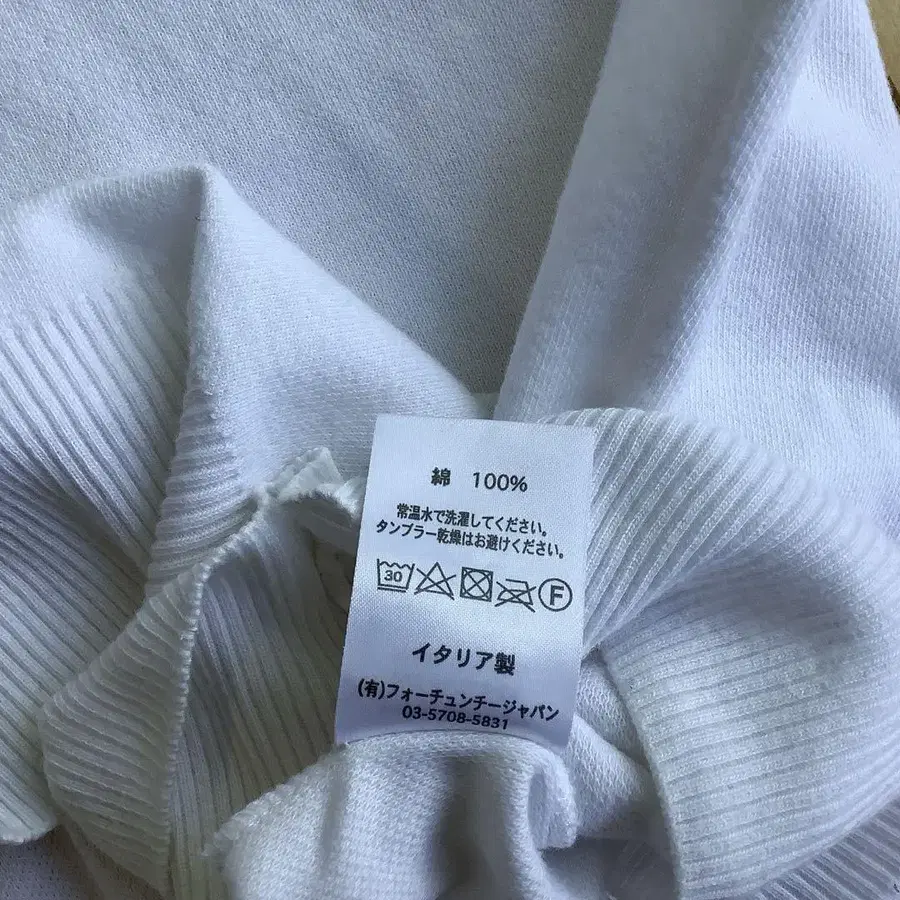 綿 100%
常温水で洗濯してください。
タンブラー乾燥はお避けください。
30 F
イタリア製
(有)フォーチュンチージャパン
03-5708-5831